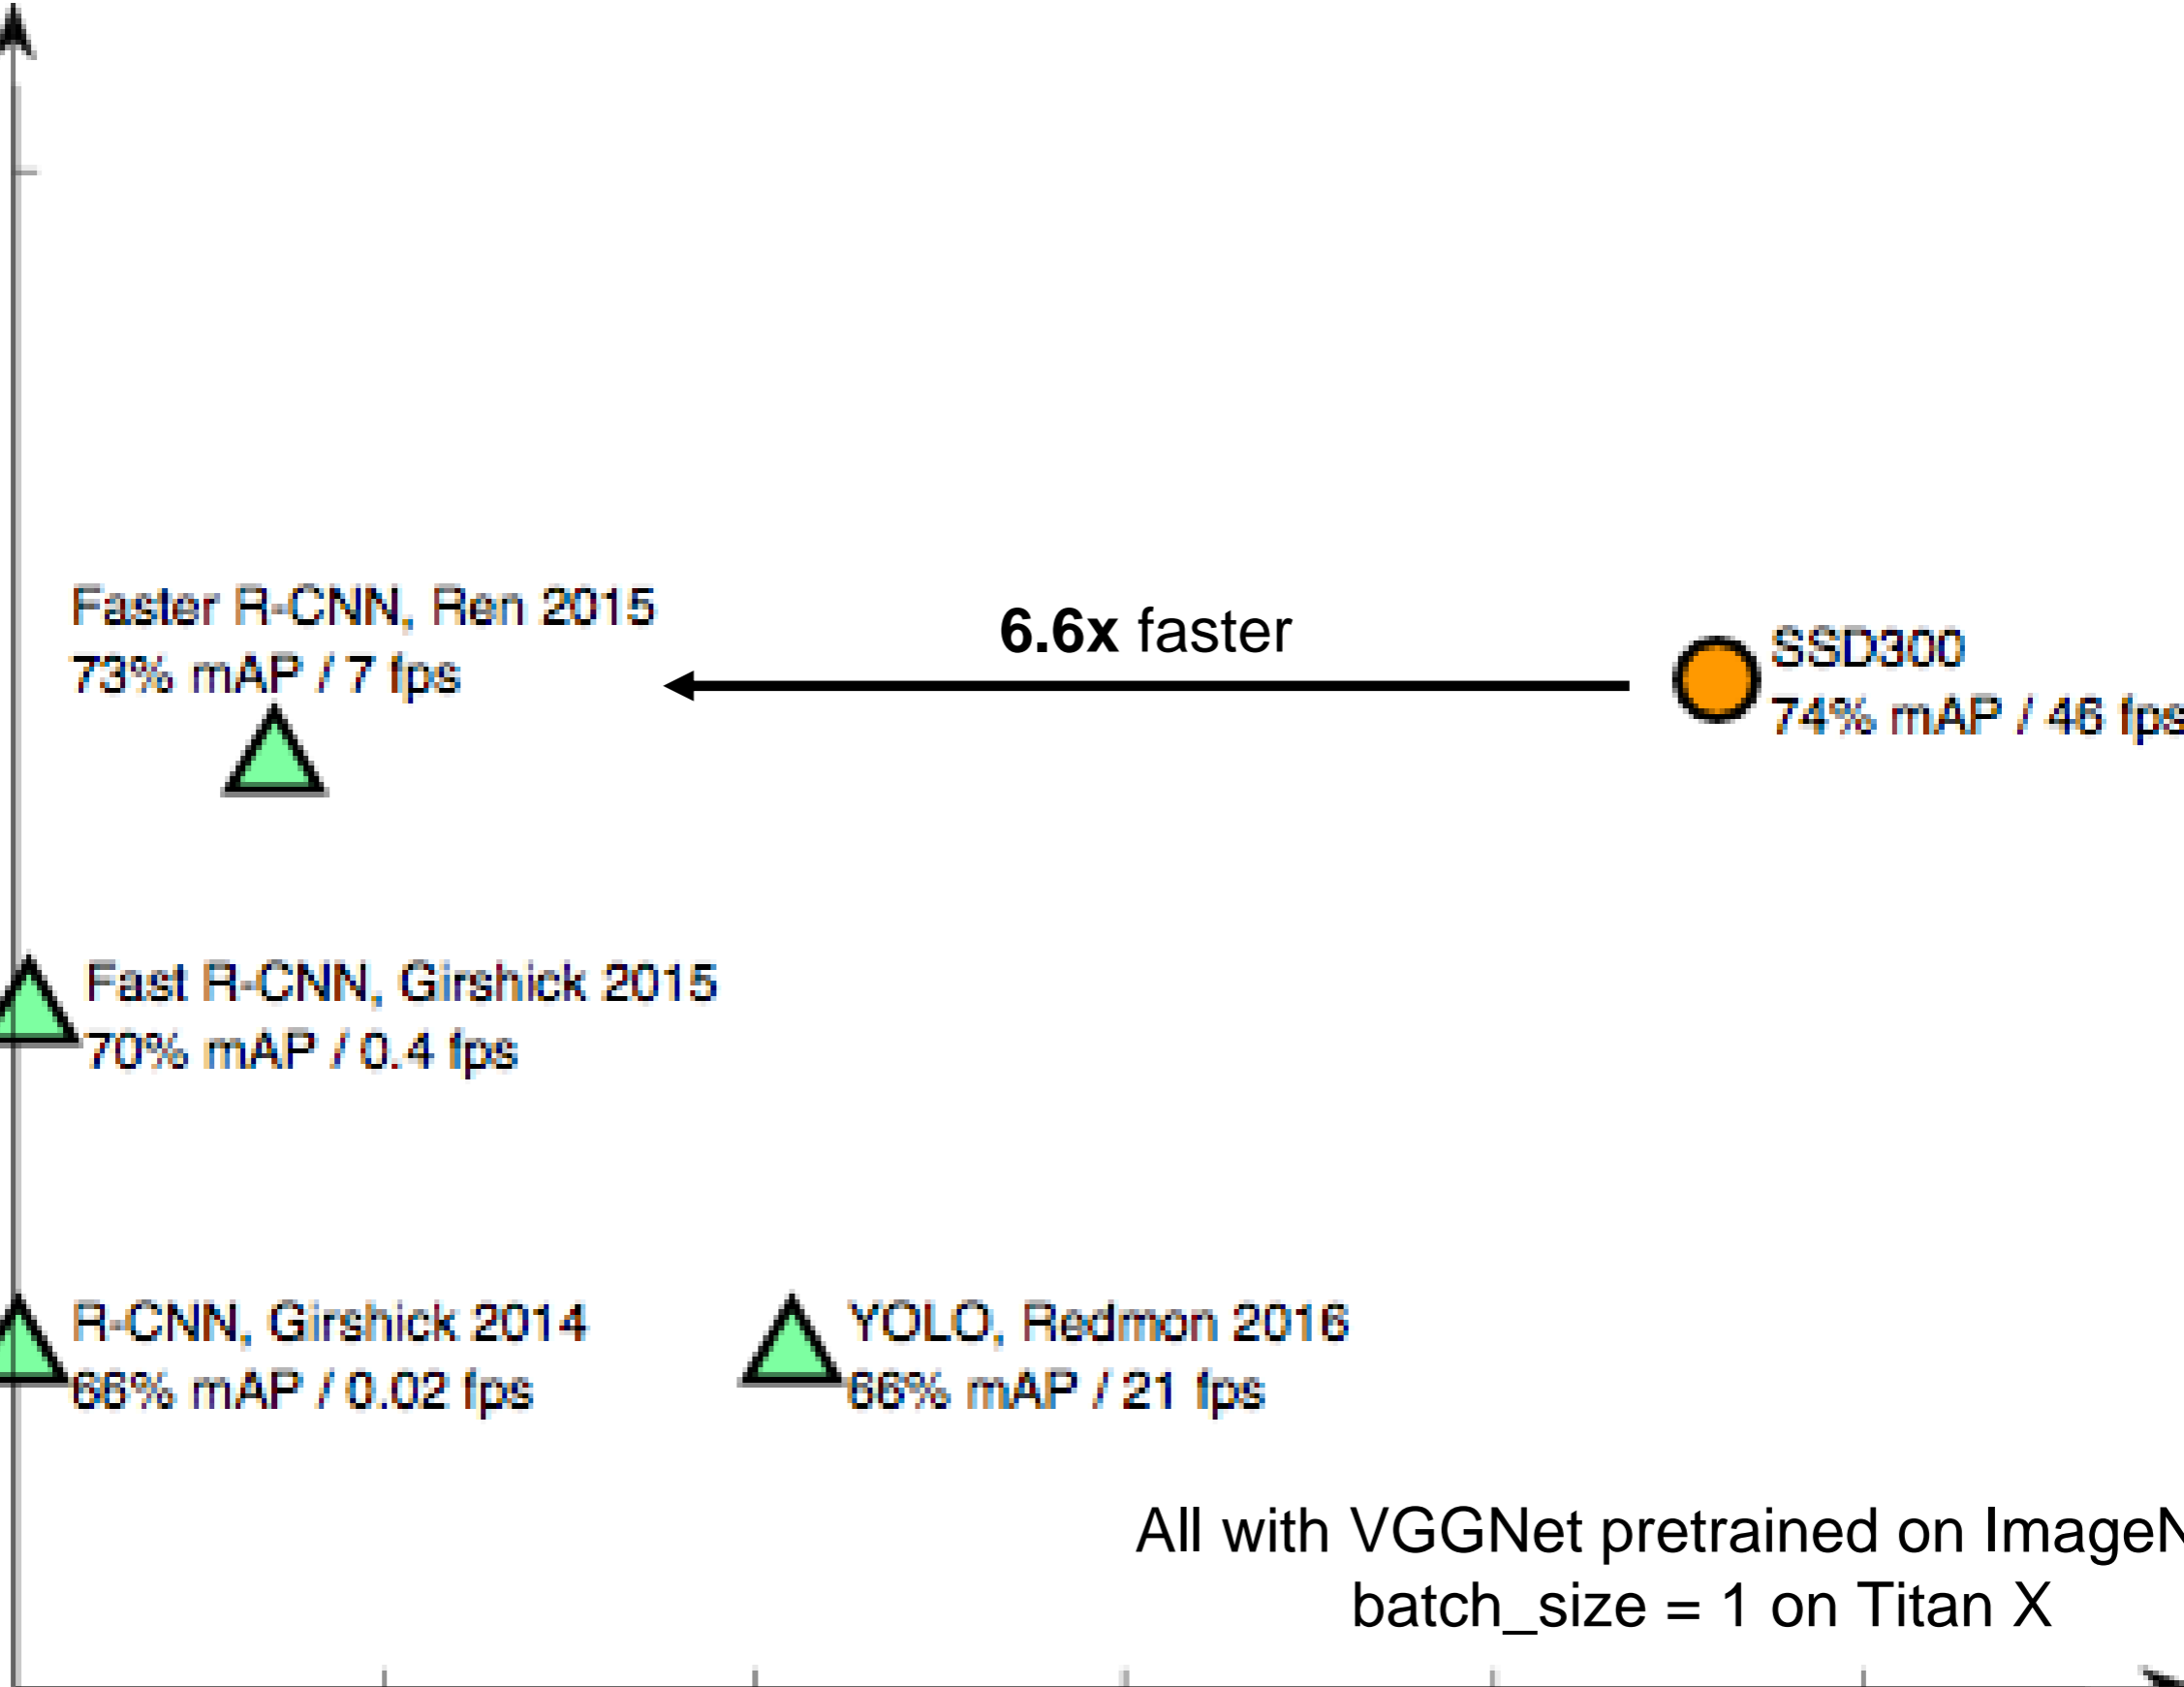 Faster R-CNN, Ren 2015
73% mAP / 7 fps
6.6x faster
SSD300
74% mAP / 46 fps
Fast R-CNN, Girshick 2015
70% mAP / 0.4 fps
R-CNN, Girshick 2014
66% mAP / 0.02 fps
YOLO, Redmon 2016
66% mAP / 21 fps
All with VGGNet pretrained on ImageN
batch_size = 1 on Titan X